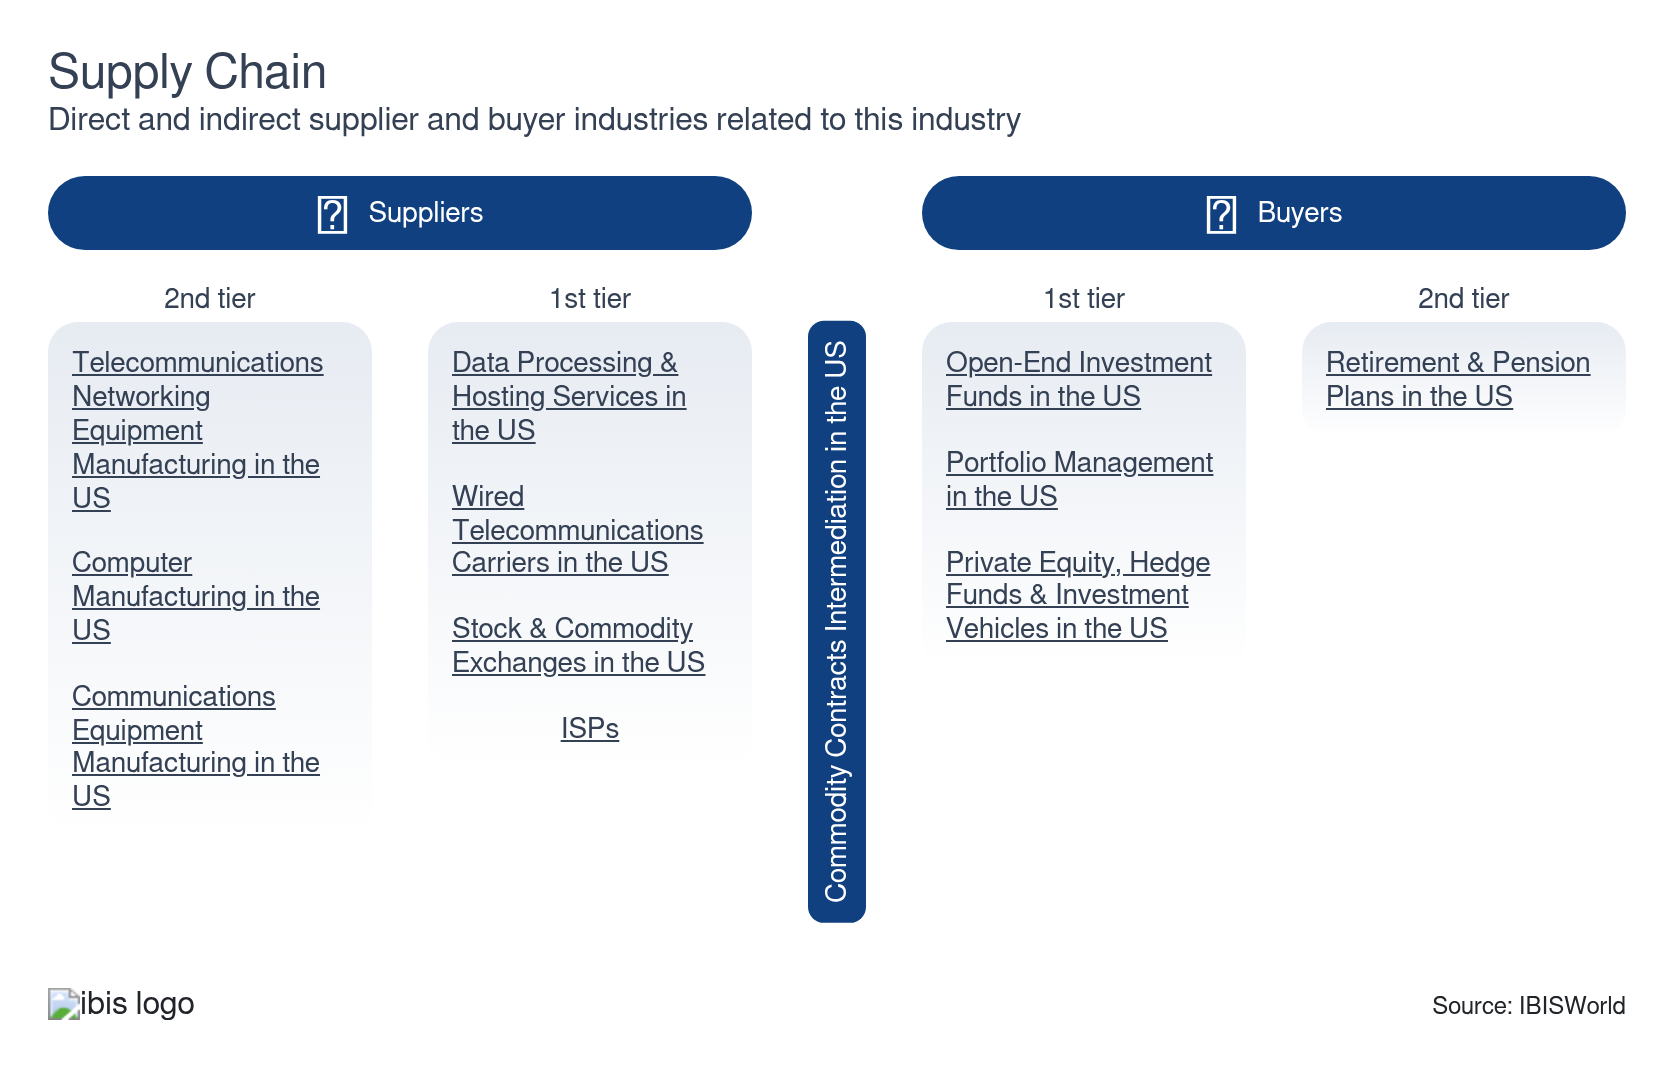 Supply Chain
Direct and indirect supplier and buyer industries related to this industry
Suppliers
2nd tier
Telecommunications
Networking
Equipment
Manufacturing in the
US
Computer
Manufacturing in the
US
Communications
Equipment
Manufacturing in the
US
1st tier
Data Processing &
Hosting Services in
the US
Wired
Telecommunications
Carriers in the US
Stock & Commodity
Exchanges in the US
ISPs
Commodity Contracts Intermediation in the US
Buyers
1st tier
Open-End Investment
Funds in the US
Portfolio Management
in the US
Private Equity, Hedge
Funds & Investment
Vehicles in the US
2nd tier
Retirement & Pension
Plans in the US
ibis logo
Source: IBISWorld